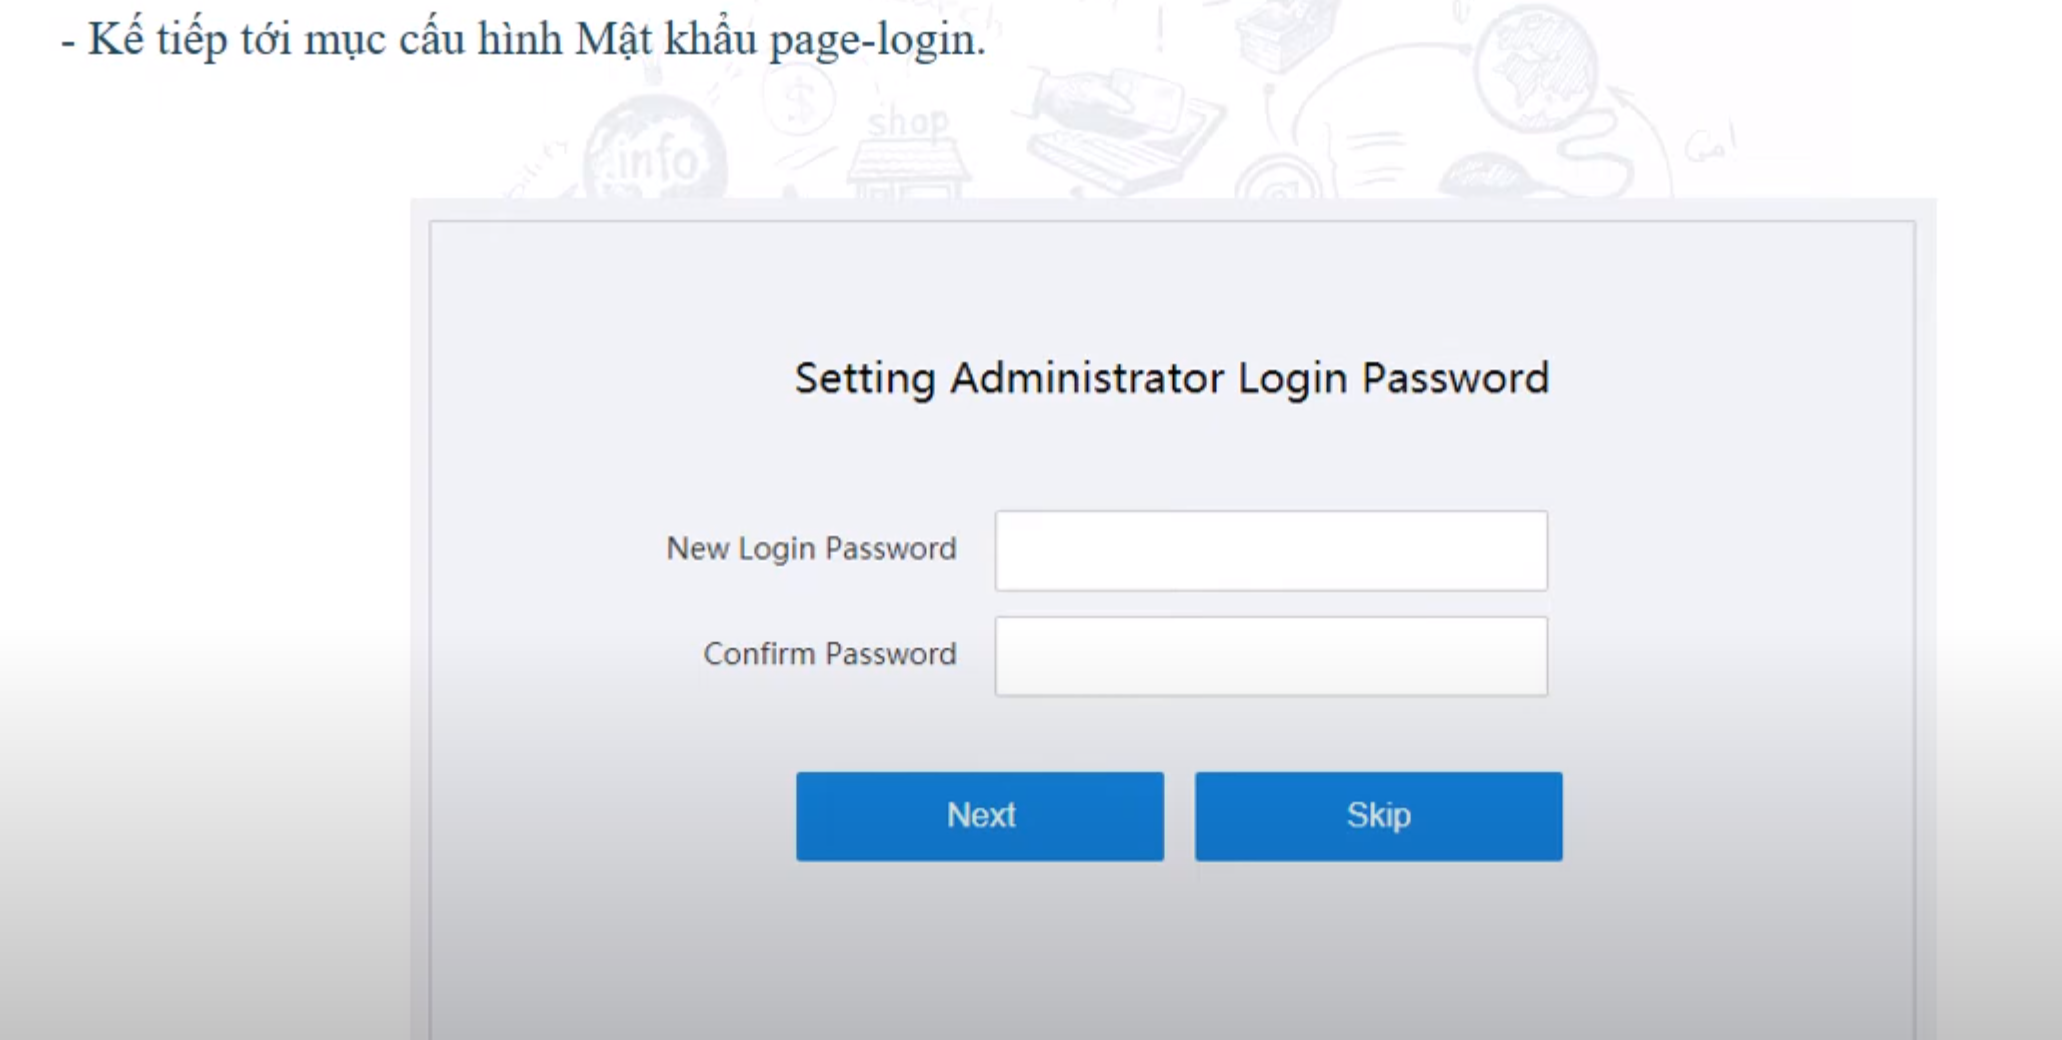 - Kế tiếp tới mục cấu hình Mật khẩu page-login.
shop
info
Setting Administrator Login Password
New Login Password
Confirm Password
Next
Skip